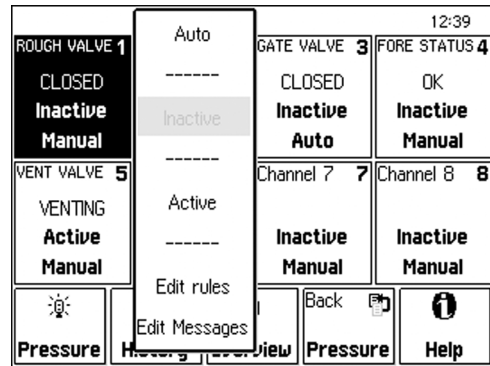 12:39
ROUGH VALVE 1
CLOSED
Inactive
Manual
Auto
------
Inactive
------
Active
------
Edit rules
Edit Messages
GATE VALVE 3
CLOSED
Inactive
Auto
FORE STATUS 4
OK
Inactive
Manual
VENT VALVE 5
VENTING
Active
Manual
Channel 7 7
Inactive
Manual
Channel 8 8
Inactive
Manual
Pressure
Back
Pressure
Help